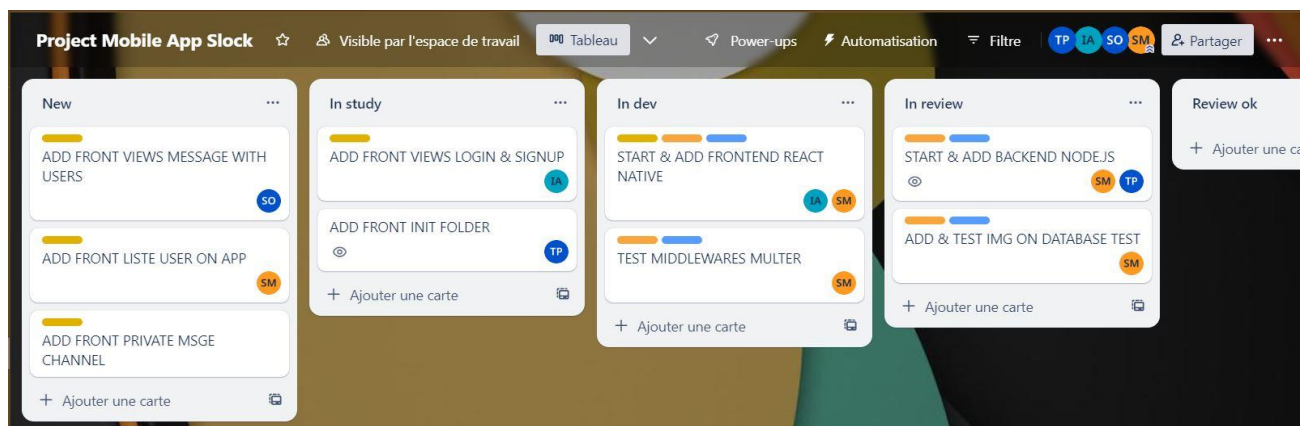 Project Mobile App Slock
Visible par l'espace de travail
Tableau
Power-ups
Automatisation
Filtre
TP IA SO SM
Partager
New
ADD FRONT VIEWS MESSAGE WITH
USERS
SO
ADD FRONT LISTE USER ON APP
SM
ADD FRONT PRIVATE MSGE
CHANNEL
+ Ajouter une carte
In study
ADD FRONT VIEWS LOGIN & SIGNUP
IA
ADD FRONT INIT FOLDER
TP
+ Ajouter une carte
In dev
START & ADD FRONTEND REACT
NATIVE
IA SM
TEST MIDDLEWARES MULTER
SM
+ Ajouter une carte
In review
START & ADD BACKEND NODE.JS
SM TP
ADD & TEST IMG ON DATABASE TEST
SM
+ Ajouter une carte
Review ok
+ Ajouter une ca